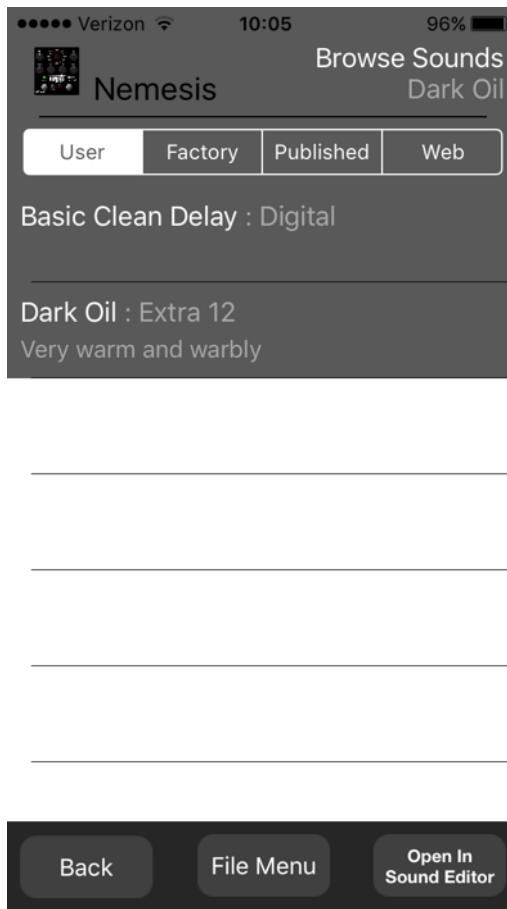 Verizon 10:05 96%
Browse Sounds
Nemesis Dark Oil
User Factory Published Web
Basic Clean Delay : Digital
Dark Oil : Extra 12
Very warm and warbly
Back File Menu Open In
Sound Editor